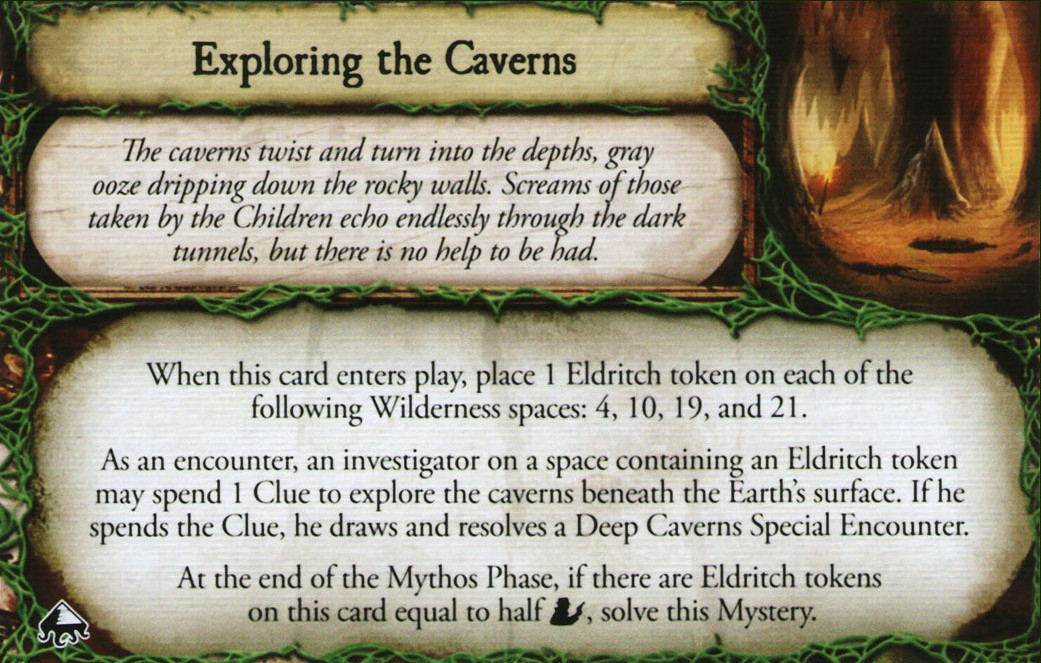 Exploring the Caverns
The caverns twist and turn into the depths, gray
ooze dripping down the rocky walls. Screams of those
taken by the Children echo endlessly through the dark
tunnels, but there is no help to be had.
When this card enters play, place 1 Eldritch token on each of the
following Wilderness spaces: 4, 10, 19, and 21.
As an encounter, an investigator on a space containing an Eldritch token
may spend 1 Clue to explore the caverns beneath the Earth's surface. If he
spends the Clue, he draws and resolves a Deep Caverns Special Encounter.
At the end of the Mythos Phase, if there are Eldritch tokens
on this card equal to half , solve this Mystery.